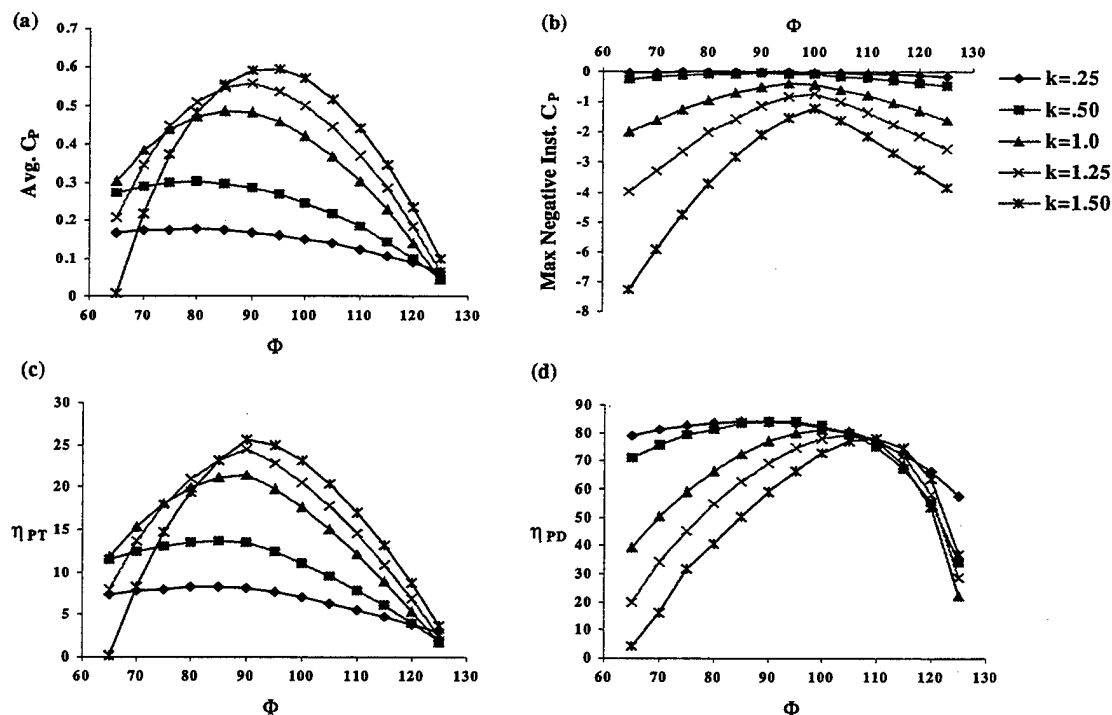 (a)
Avg. CP
0.7
0.6
0.5
0.4
0.3
0.2
0.1
0
60 70 80 90 100 110 120 130
Φ
(b)
Φ
60 70 80 90 100 110 120 130
Max Negative Inst. CP
0
-1
-2
-3
-4
-5
-6
-7
-8
k=.25
k=.50
k=1.0
k=1.25
k=1.50
(c)
ηPT
30
25
20
15
10
5
0
60 70 80 90 100 110 120 130
Φ
(d)
ηPD
90
80
70
60
50
40
30
20
10
0
60 70 80 90 100 110 120 130
Φ